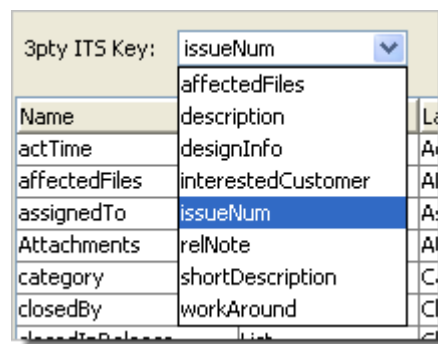 3pty ITS Key: issueNum
affectedFiles
Name description
actTime designInfo
affectedFiles interestedCustomer
assignedTo issueNum
Attachments relNote
category shortDescription
closedBy workAround